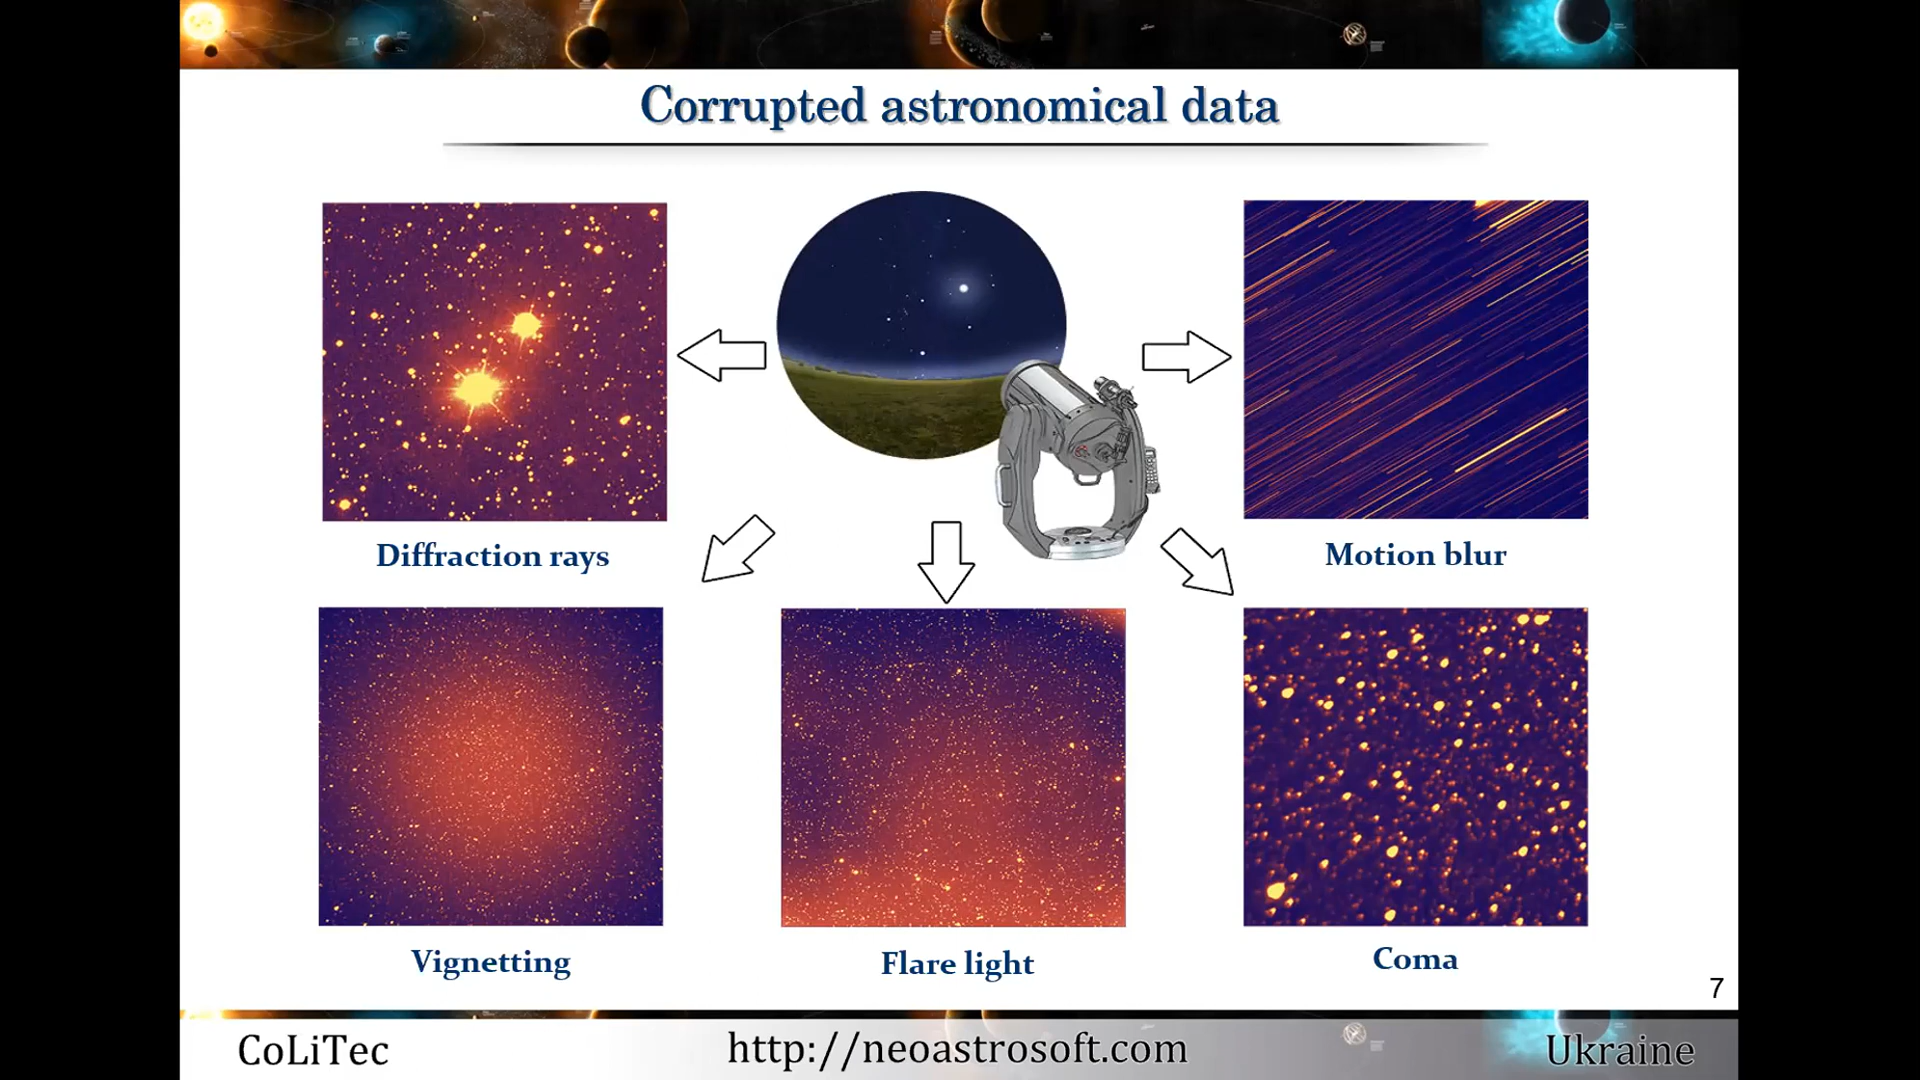 Corrupted astronomical data
Diffraction rays
Motion blur
Vignetting
Flare light
Coma
7
CoLiTec
http://neoastrosoft.com
Ukraine